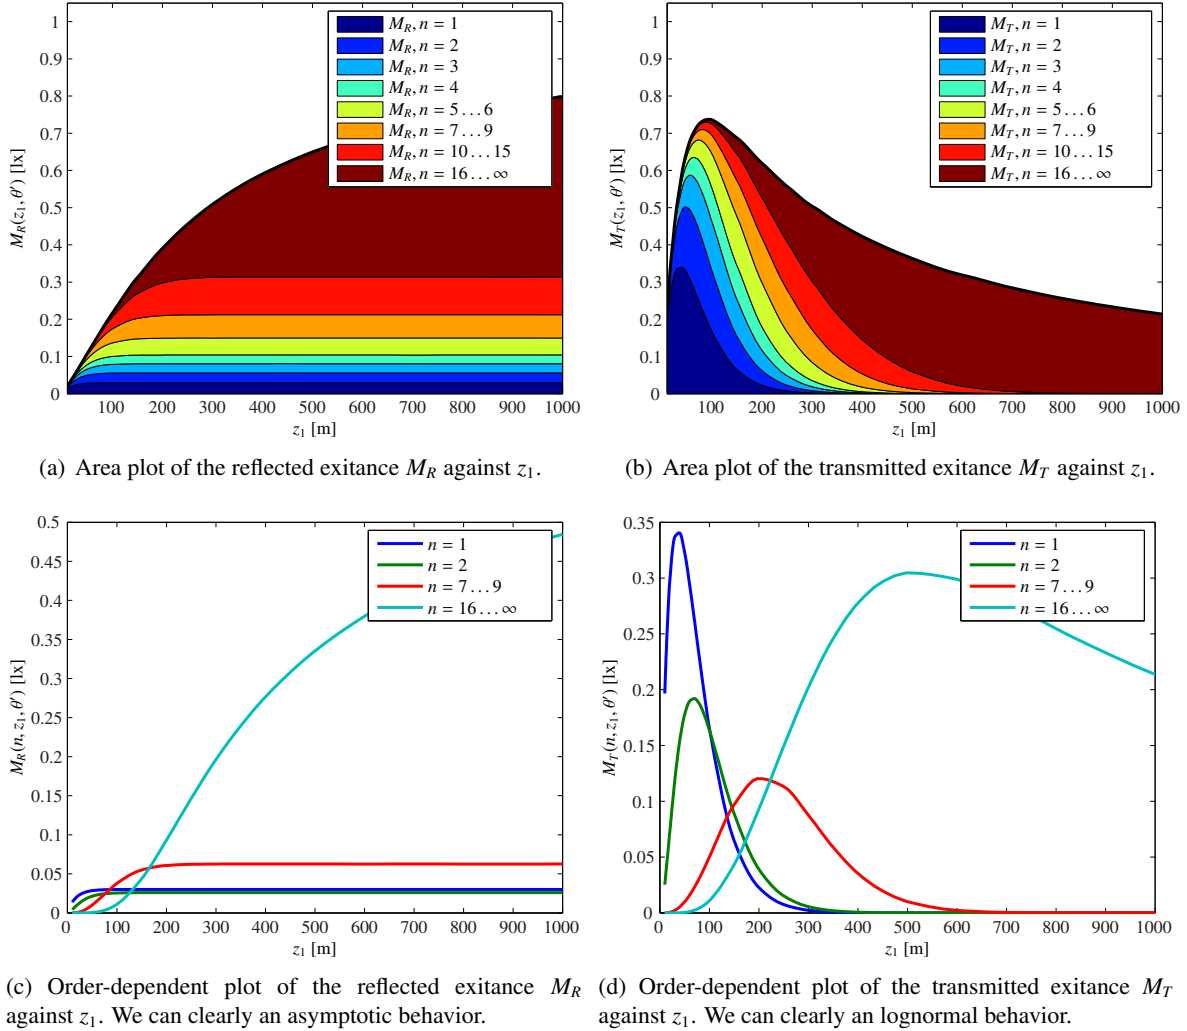 1
0.9
0.8
0.7
0.6
0.5
0.4
0.3
0.2
0.1
0
M_R(z_1, θ′) [lx]
M_R, n = 1
M_R, n = 2
M_R, n = 3
M_R, n = 4
M_R, n = 5…6
M_R, n = 7…9
M_R, n = 10…15
M_R, n = 16…∞
100 200 300 400 500 600 700 800 900 1000
z_1 [m]
(a) Area plot of the reflected exitance M_R against z_1.
1
0.9
0.8
0.7
0.6
0.5
0.4
0.3
0.2
0.1
0
M_T(z_1, θ′) [lx]
M_T, n = 1
M_T, n = 2
M_T, n = 3
M_T, n = 4
M_T, n = 5…6
M_T, n = 7…9
M_T, n = 10…15
M_T, n = 16…∞
100 200 300 400 500 600 700 800 900 1000
z_1 [m]
(b) Area plot of the transmitted exitance M_T against z_1.
0.5
0.45
0.4
0.35
0.3
0.25
0.2
0.15
0.1
0.05
0
M_R(n, z_1, θ′) [lx]
n = 1
n = 2
n = 7…9
n = 16…∞
0 100 200 300 400 500 600 700 800 900 1000
z_1 [m]
(c) Order-dependent plot of the reflected exitance M_R
against z_1. We can clearly an asymptotic behavior.
0.35
0.3
0.25
0.2
0.15
0.1
0.05
0
M_T(n, z_1, θ′) [lx]
n = 1
n = 2
n = 7…9
n = 16…∞
0 100 200 300 400 500 600 700 800 900 1000
z_1 [m]
(d) Order-dependent plot of the transmitted exitance M_T
against z_1. We can clearly an lognormal behavior.